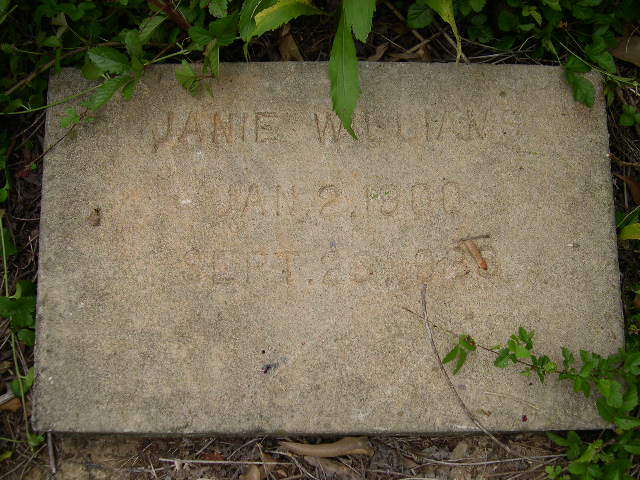 JANIE WILLIAMS
JAN. 2, 1900
SEPT.